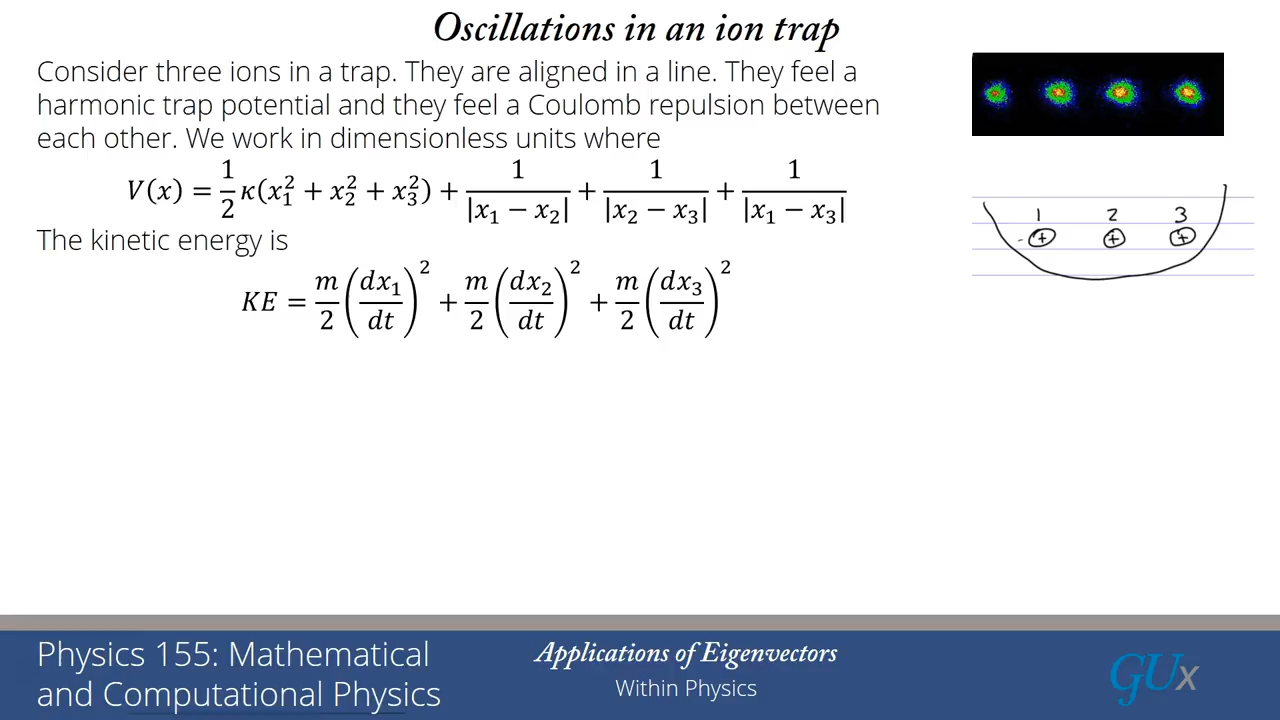 Oscillations in an ion trap
Consider three ions in a trap. They are aligned in a line. They feel a
harmonic trap potential and they feel a Coulomb repulsion between
each other. We work in dimensionless units where
V(x) = 1/2 κ(x₁² + x₂² + x₃²) + 1/|x₁ − x₂| + 1/|x₂ − x₃| + 1/|x₁ − x₃|
The kinetic energy is
KE = m/2 (dx₁/dt)² + m/2 (dx₂/dt)² + m/2 (dx₃/dt)²
1 2 3
+ + +
Physics 155: Mathematical
and Computational Physics
Applications of Eigenvectors
Within Physics
GUx